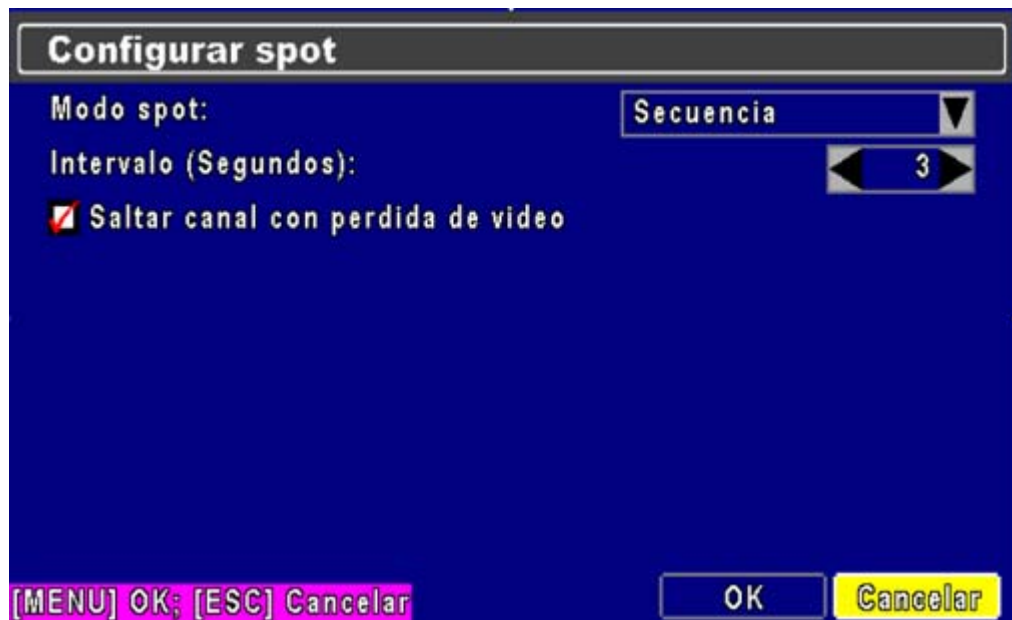 Configurar spot
Modo spot: Secuencia
Intervalo (Segundos): 3
Saltar canal con perdida de video
[MENU] OK; [ESC] Cancelar OK Cancelar